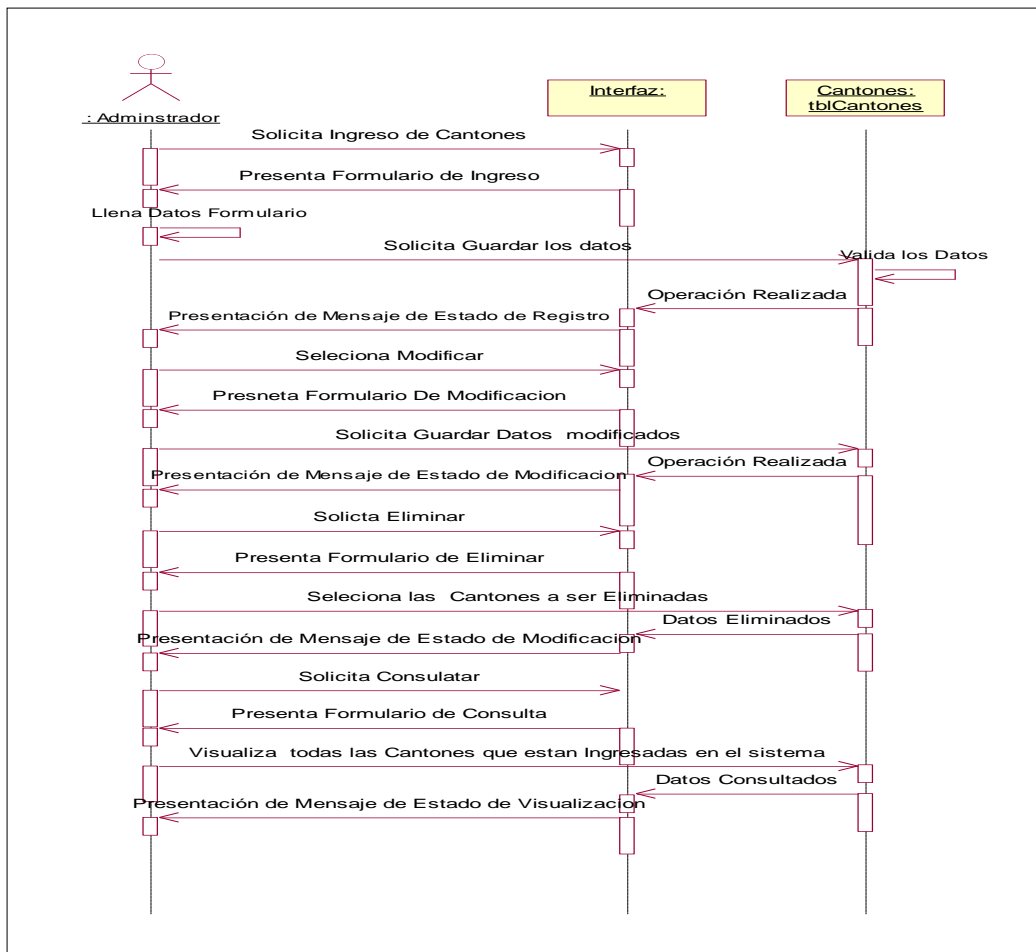 Interfaz:
Cantones:
tblCantones
: Adminstrador
Solicita Ingreso de Cantones
Presenta Formulario de Ingreso
Llena Datos Formulario
Solicita Guardar los datos
Valida los Datos
Operación Realizada
Presentación de Mensaje de Estado de Registro
Seleciona Modificar
Presneta Formulario De Modificacion
Solicita Guardar Datos modificados
Operación Realizada
Presentación de Mensaje de Estado de Modificacion
Solicta Eliminar
Presenta Formulario de Eliminar
Seleciona las Cantones a ser Eliminadas
Datos Eliminados
Presentación de Mensaje de Estado de Modificacion
Solicita Consulatar
Presenta Formulario de Consulta
Visualiza todas las Cantones que estan Ingresadas en el sistema
Datos Consultados
Presentación de Mensaje de Estado de Visualizacion